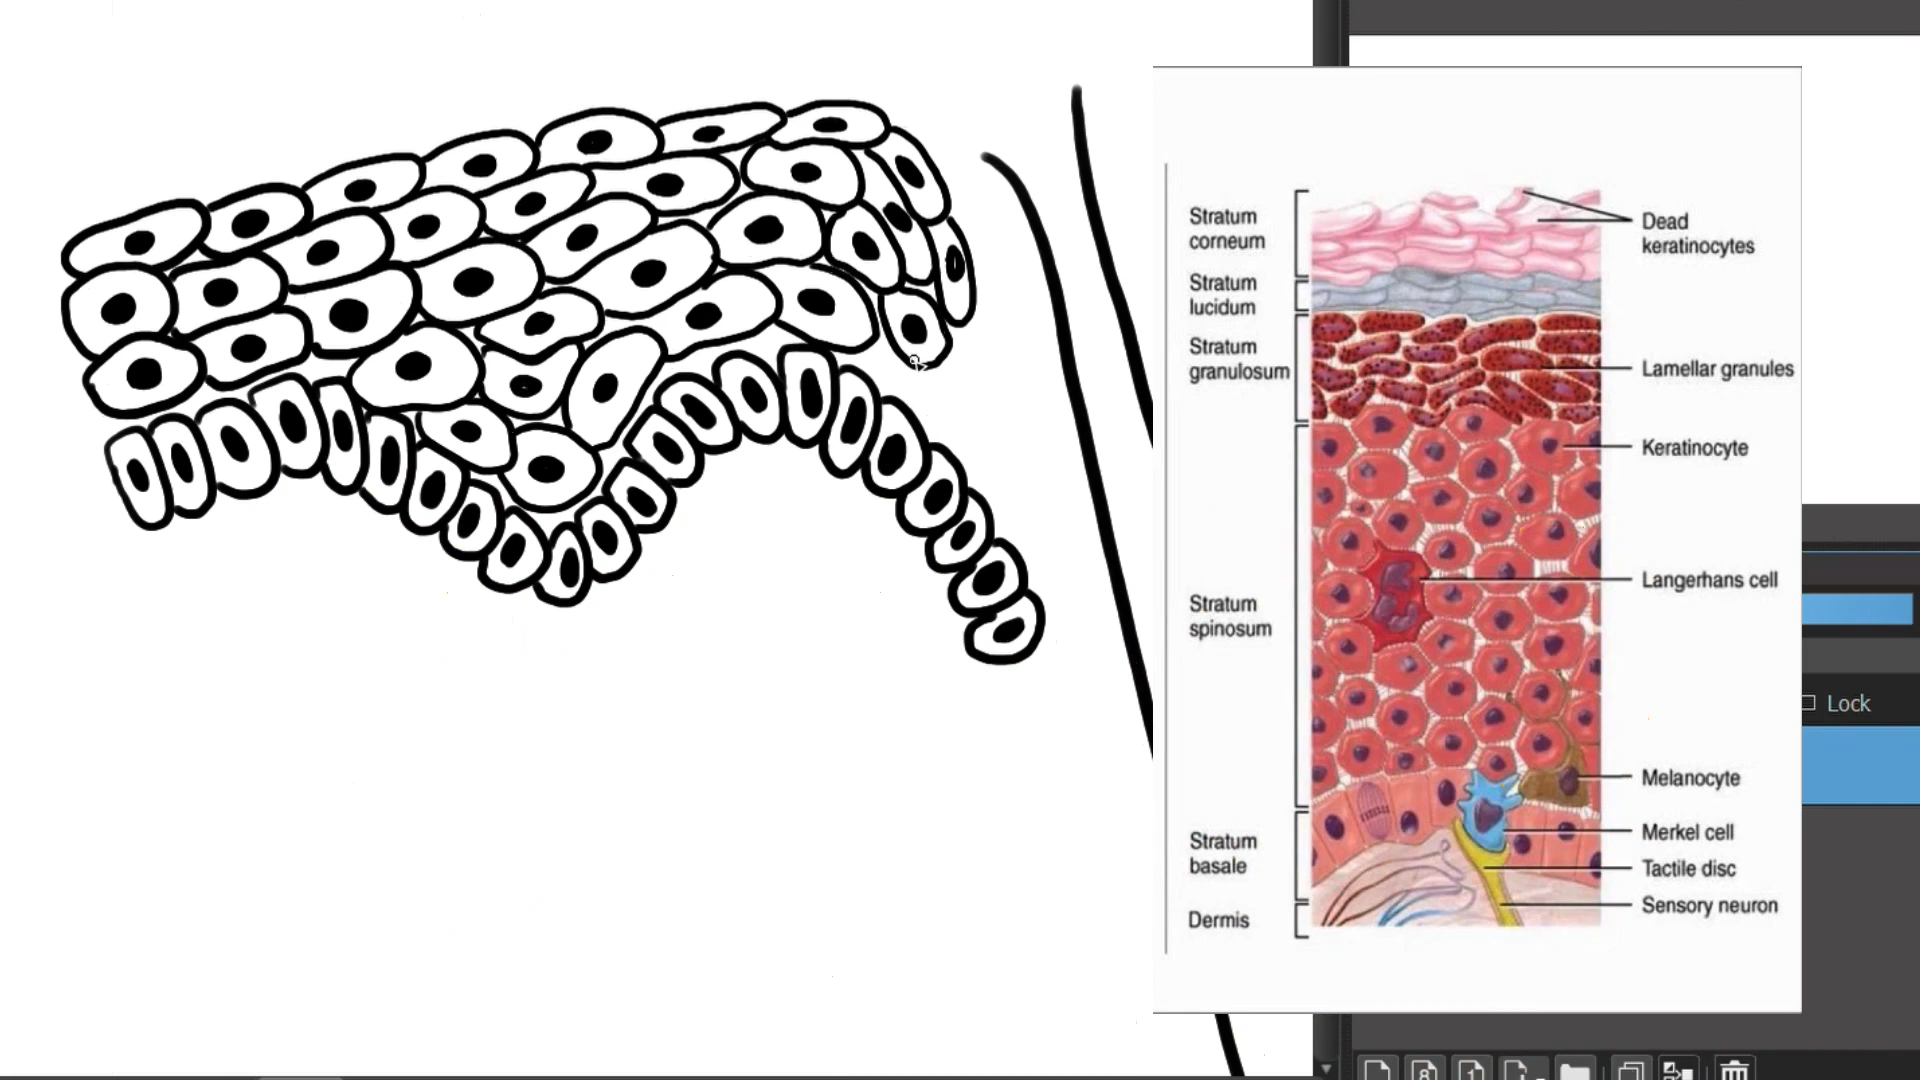 Stratum
corneum
Dead
keratinocytes
Stratum
lucidum
Stratum
granulosum
Lamellar granules
Keratinocyte
Langerhans cell
Stratum
spinosum
Lock
Melanocyte
Merkel cell
Stratum
basale
Tactile disc
Sensory neuron
Dermis